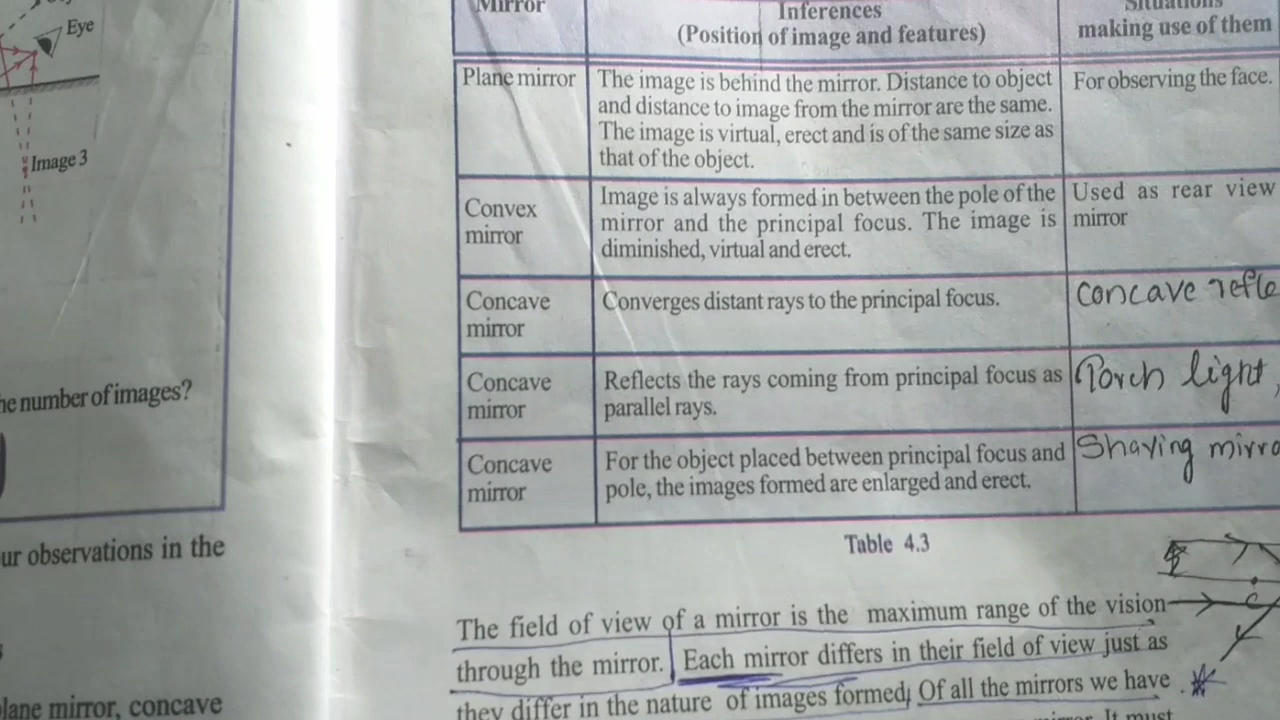 Eye
Image 3
he number of images?
ur observations in the
lane mirror, concave
Mirror
Inferences
(Position of image and features)
Situations
making use of them
Plane mirror
The image is behind the mirror. Distance to object
and distance to image from the mirror are the same.
The image is virtual, erect and is of the same size as
that of the object.
For observing the face.
Convex
mirror
Image is always formed in between the pole of the
mirror and the principal focus. The image is
diminished, virtual and erect.
Used as rear view
mirror
Concave
mirror
Converges distant rays to the principal focus.
Concave refle
Concave
mirror
Reflects the rays coming from principal focus as
parallel rays.
light,
Concave
mirror
For the object placed between principal focus and
pole, the images formed are enlarged and erect.
Shaving mirro
Table 4.3
The field of view of a mirror is the maximum range of the vision
through the mirror. Each mirror differs in their field of view just as
they differ in the nature of images formed. Of all the mirrors we have
It must